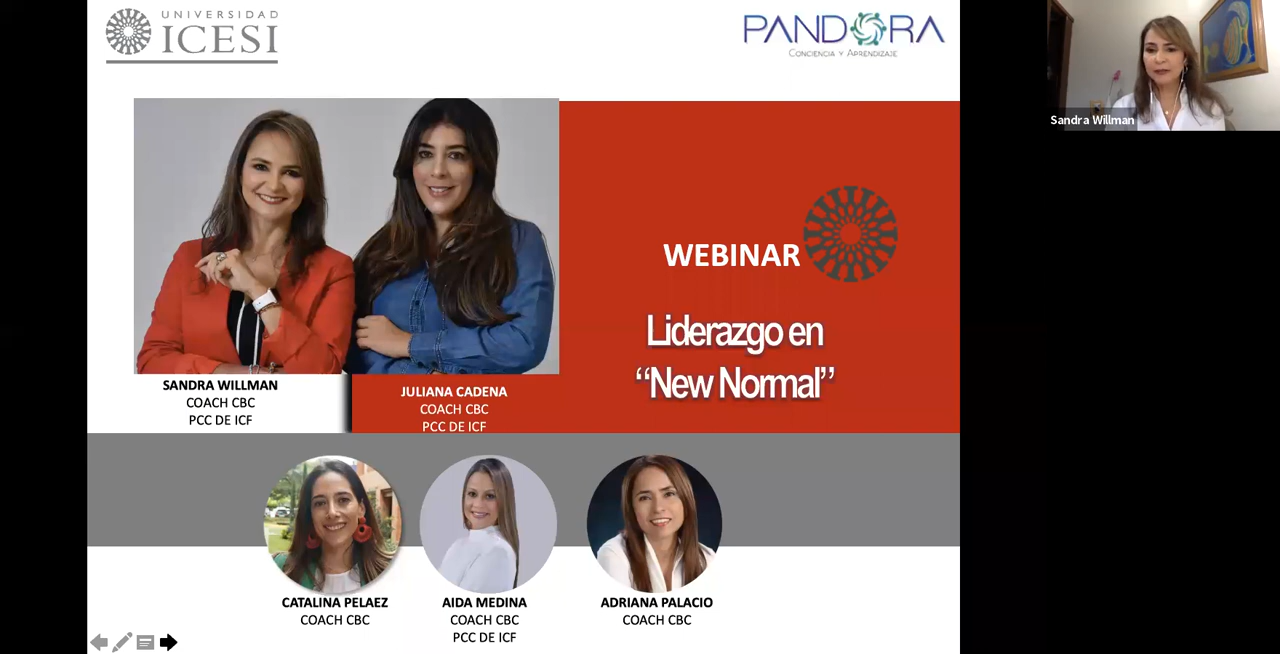 UNIVERSIDAD
ICESI
PANDORA
CONCIENCIA Y APRENDIZAJE
Sandra Willman
WEBINAR
Liderazgo en
“New Normal”
SANDRA WILLMAN
COACH CBC
PCC DE ICF
JULIANA CADENA
COACH CBC
PCC DE ICF
CATALINA PELAEZ
COACH CBC
AIDA MEDINA
COACH CBC
PCC DE ICF
ADRIANA PALACIO
COACH CBC